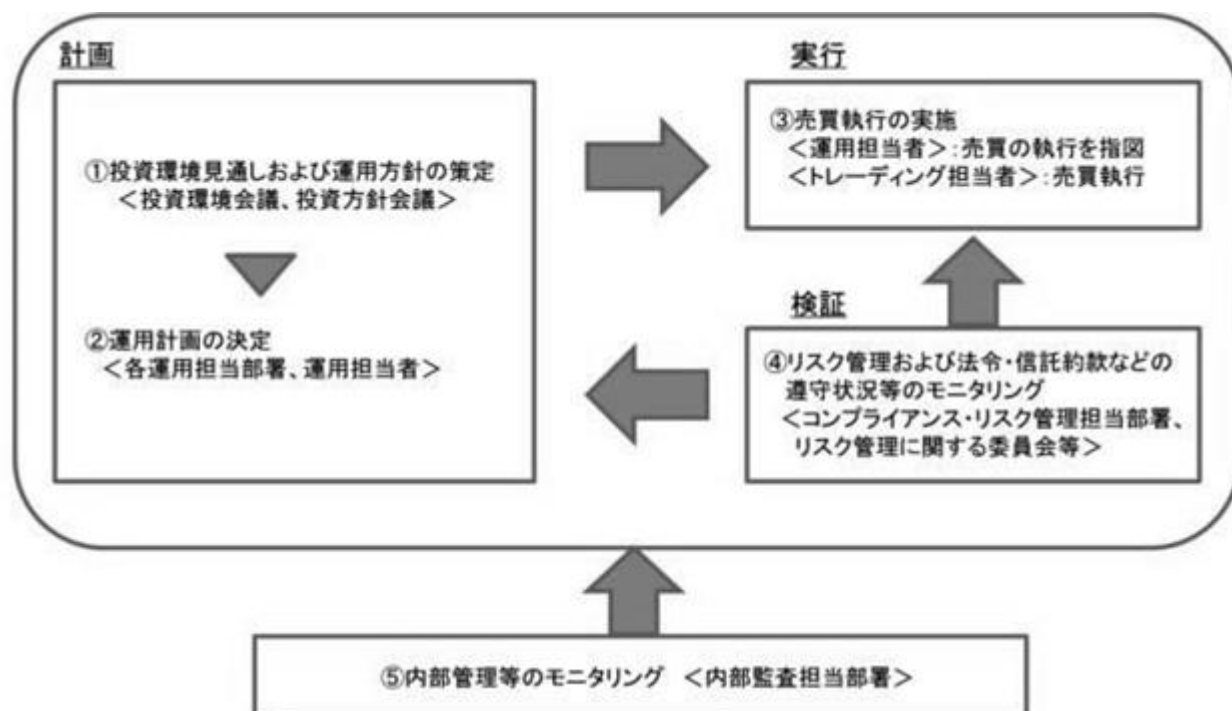 計画
①投資環境見通しおよび運用方針の策定
＜投資環境会議、投資方針会議＞
②運用計画の決定
＜各運用担当部署、運用担当者＞
実行
③売買執行の実施
＜運用担当者＞：売買の執行を指図
＜トレーディング担当者＞：売買執行
検証
④リスク管理および法令・信託約款などの
遵守状況等のモニタリング
＜コンプライアンス・リスク管理担当部署、
リスク管理に関する委員会等＞
⑤内部管理等のモニタリング ＜内部監査担当部署＞